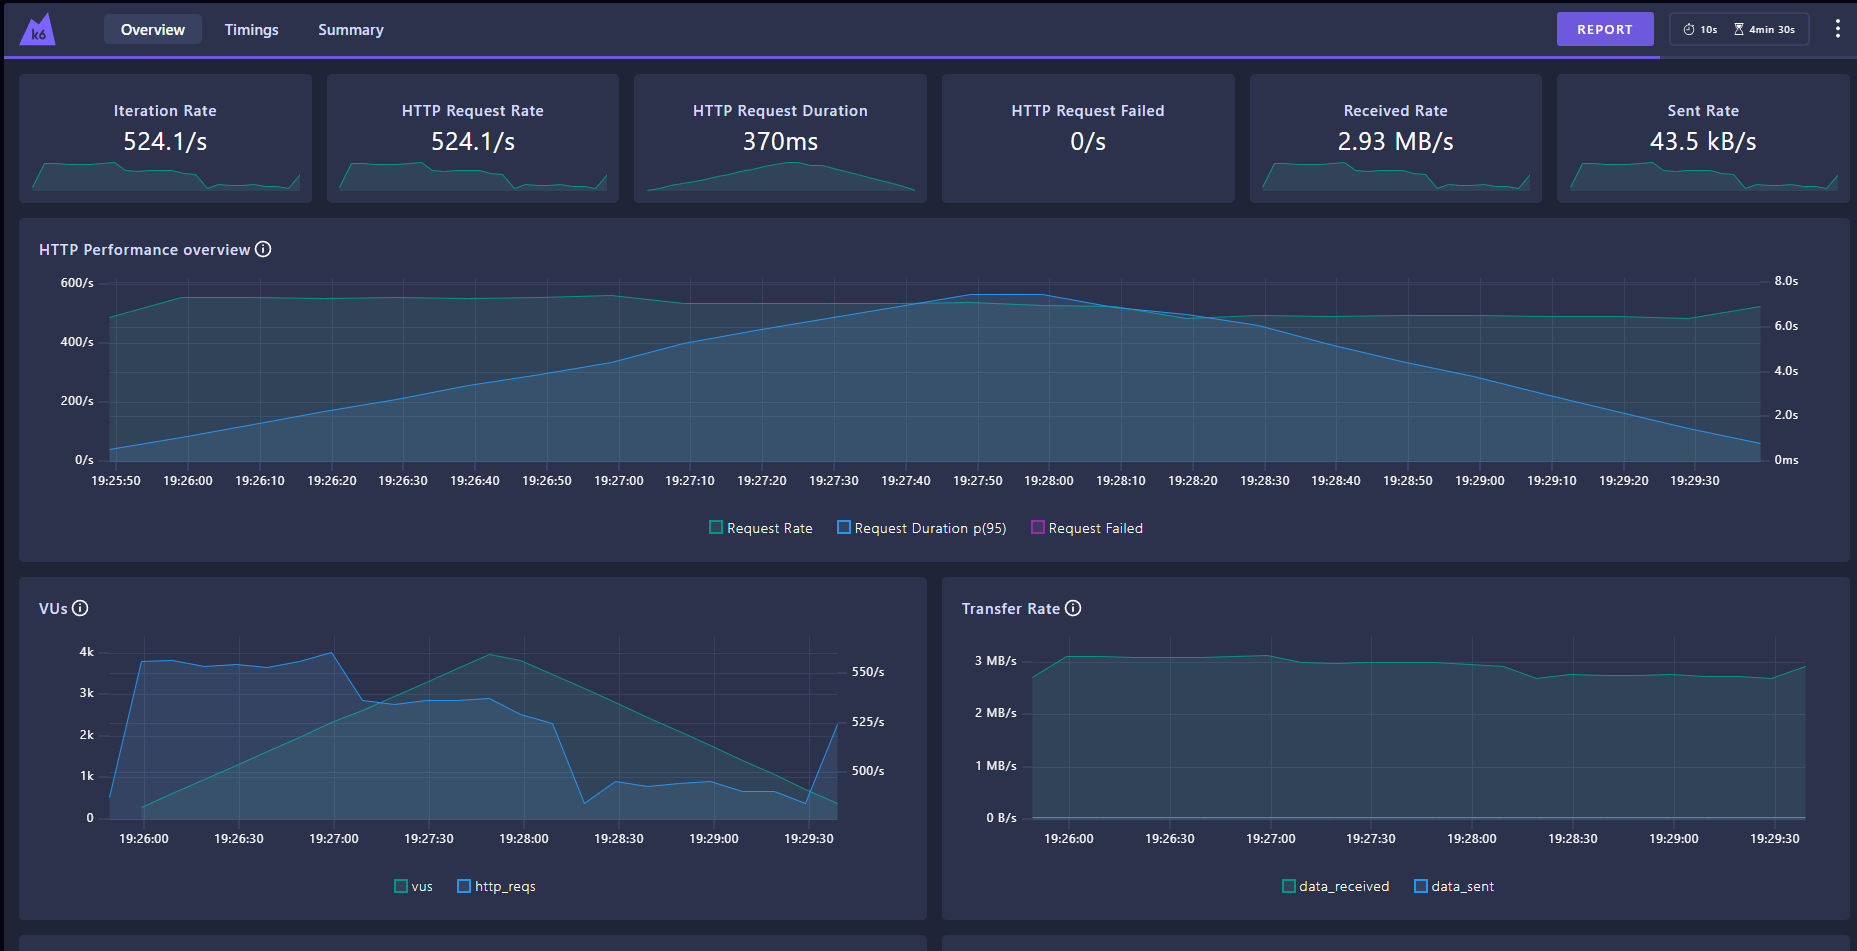 k6
Overview
Timings
Summary
REPORT
10s
4min 30s
Iteration Rate
524.1/s
HTTP Request Rate
524.1/s
HTTP Request Duration
370ms
HTTP Request Failed
0/s
Received Rate
2.93 MB/s
Sent Rate
43.5 kB/s
HTTP Performance overview
600/s
400/s
200/s
0/s
8.0s
6.0s
4.0s
2.0s
0ms
19:25:50 19:26:00 19:26:10 19:26:20 19:26:30 19:26:40 19:26:50 19:27:00 19:27:10 19:27:20 19:27:30 19:27:40 19:27:50 19:28:00 19:28:10 19:28:20 19:28:30 19:28:40 19:28:50 19:29:00 19:29:10 19:29:20 19:29:30
Request Rate Request Duration p(95) Request Failed
VUs
4k
3k
2k
1k
0
550/s
525/s
500/s
19:26:00 19:26:30 19:27:00 19:27:30 19:28:00 19:28:30 19:29:00 19:29:30
vus http_reqs
Transfer Rate
3 MB/s
2 MB/s
1 MB/s
0 B/s
19:26:00 19:26:30 19:27:00 19:27:30 19:28:00 19:28:30 19:29:00 19:29:30
data_received data_sent